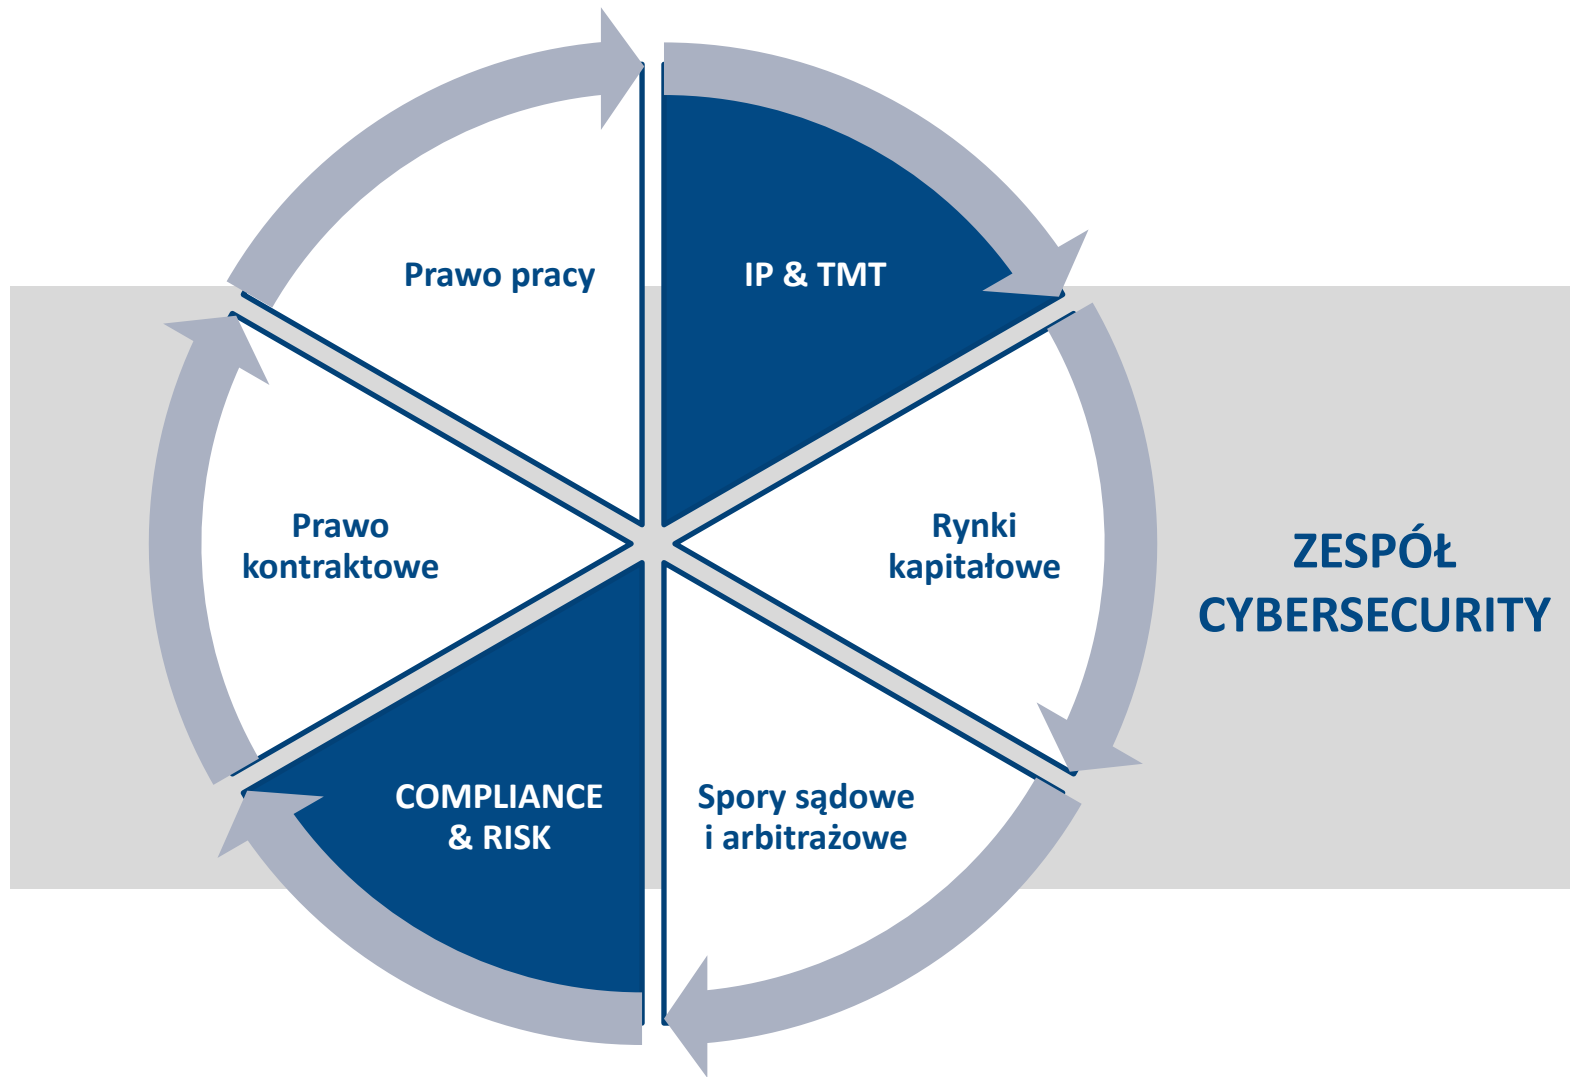 Prawo pracy
IP & TMT
Prawo
kontraktowe
Rynki
kapitałowe
ZESPÓŁ
CYBERSECURITY
COMPLIANCE
& RISK
Spory sądowe
i arbitrażowe